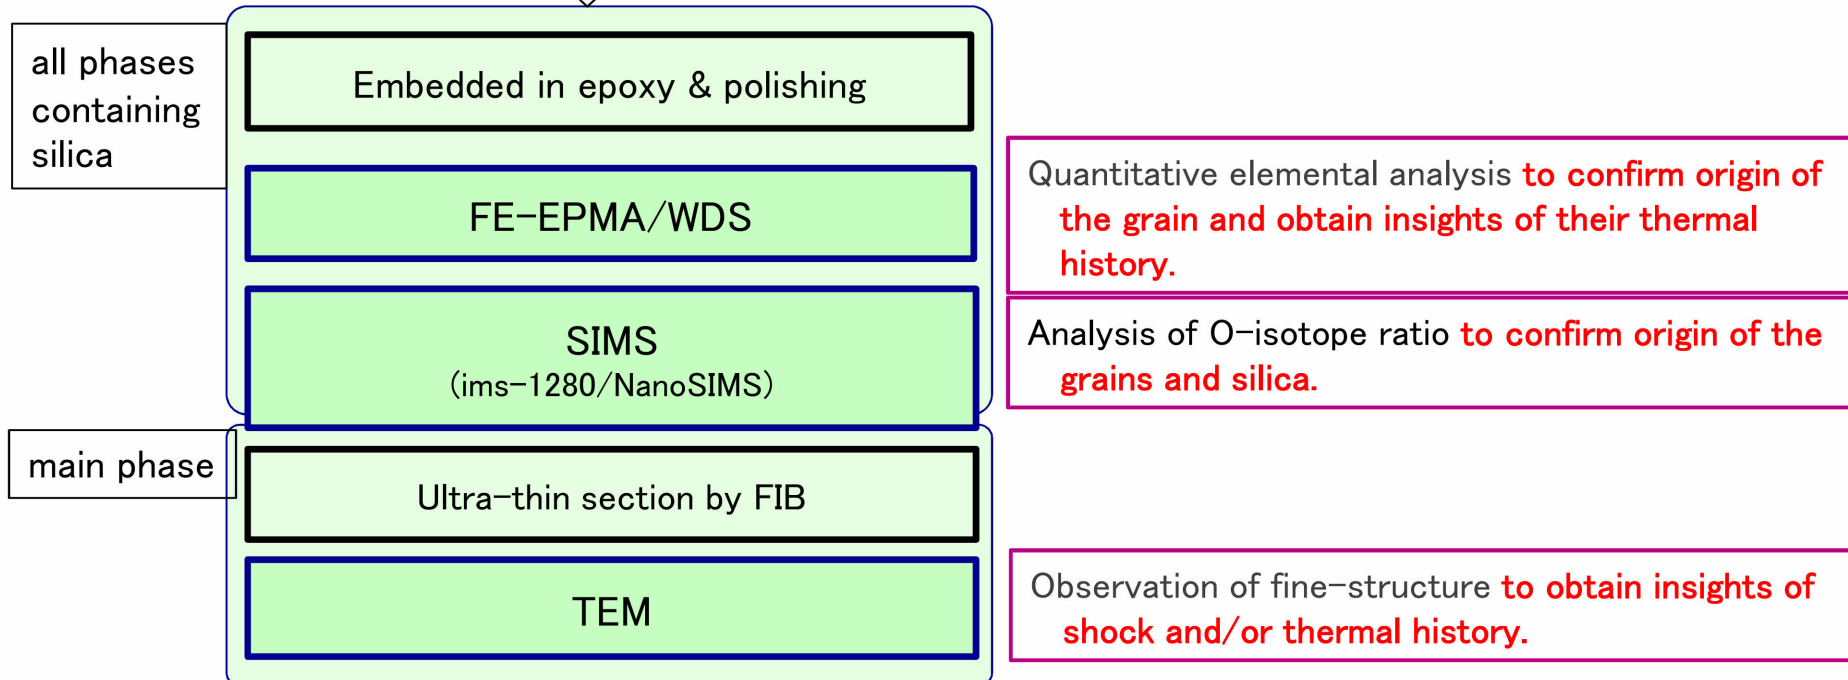 all phases
containing
silica
Embedded in epoxy & polishing
FE-EPMA/WDS
Quantitative elemental analysis to confirm origin of
the grain and obtain insights of their thermal
history.
SIMS
(ims-1280/NanoSIMS)
Analysis of O-isotope ratio to confirm origin of the
grains and silica.
main phase
Ultra-thin section by FIB
TEM
Observation of fine-structure to obtain insights of
shock and/or thermal history.